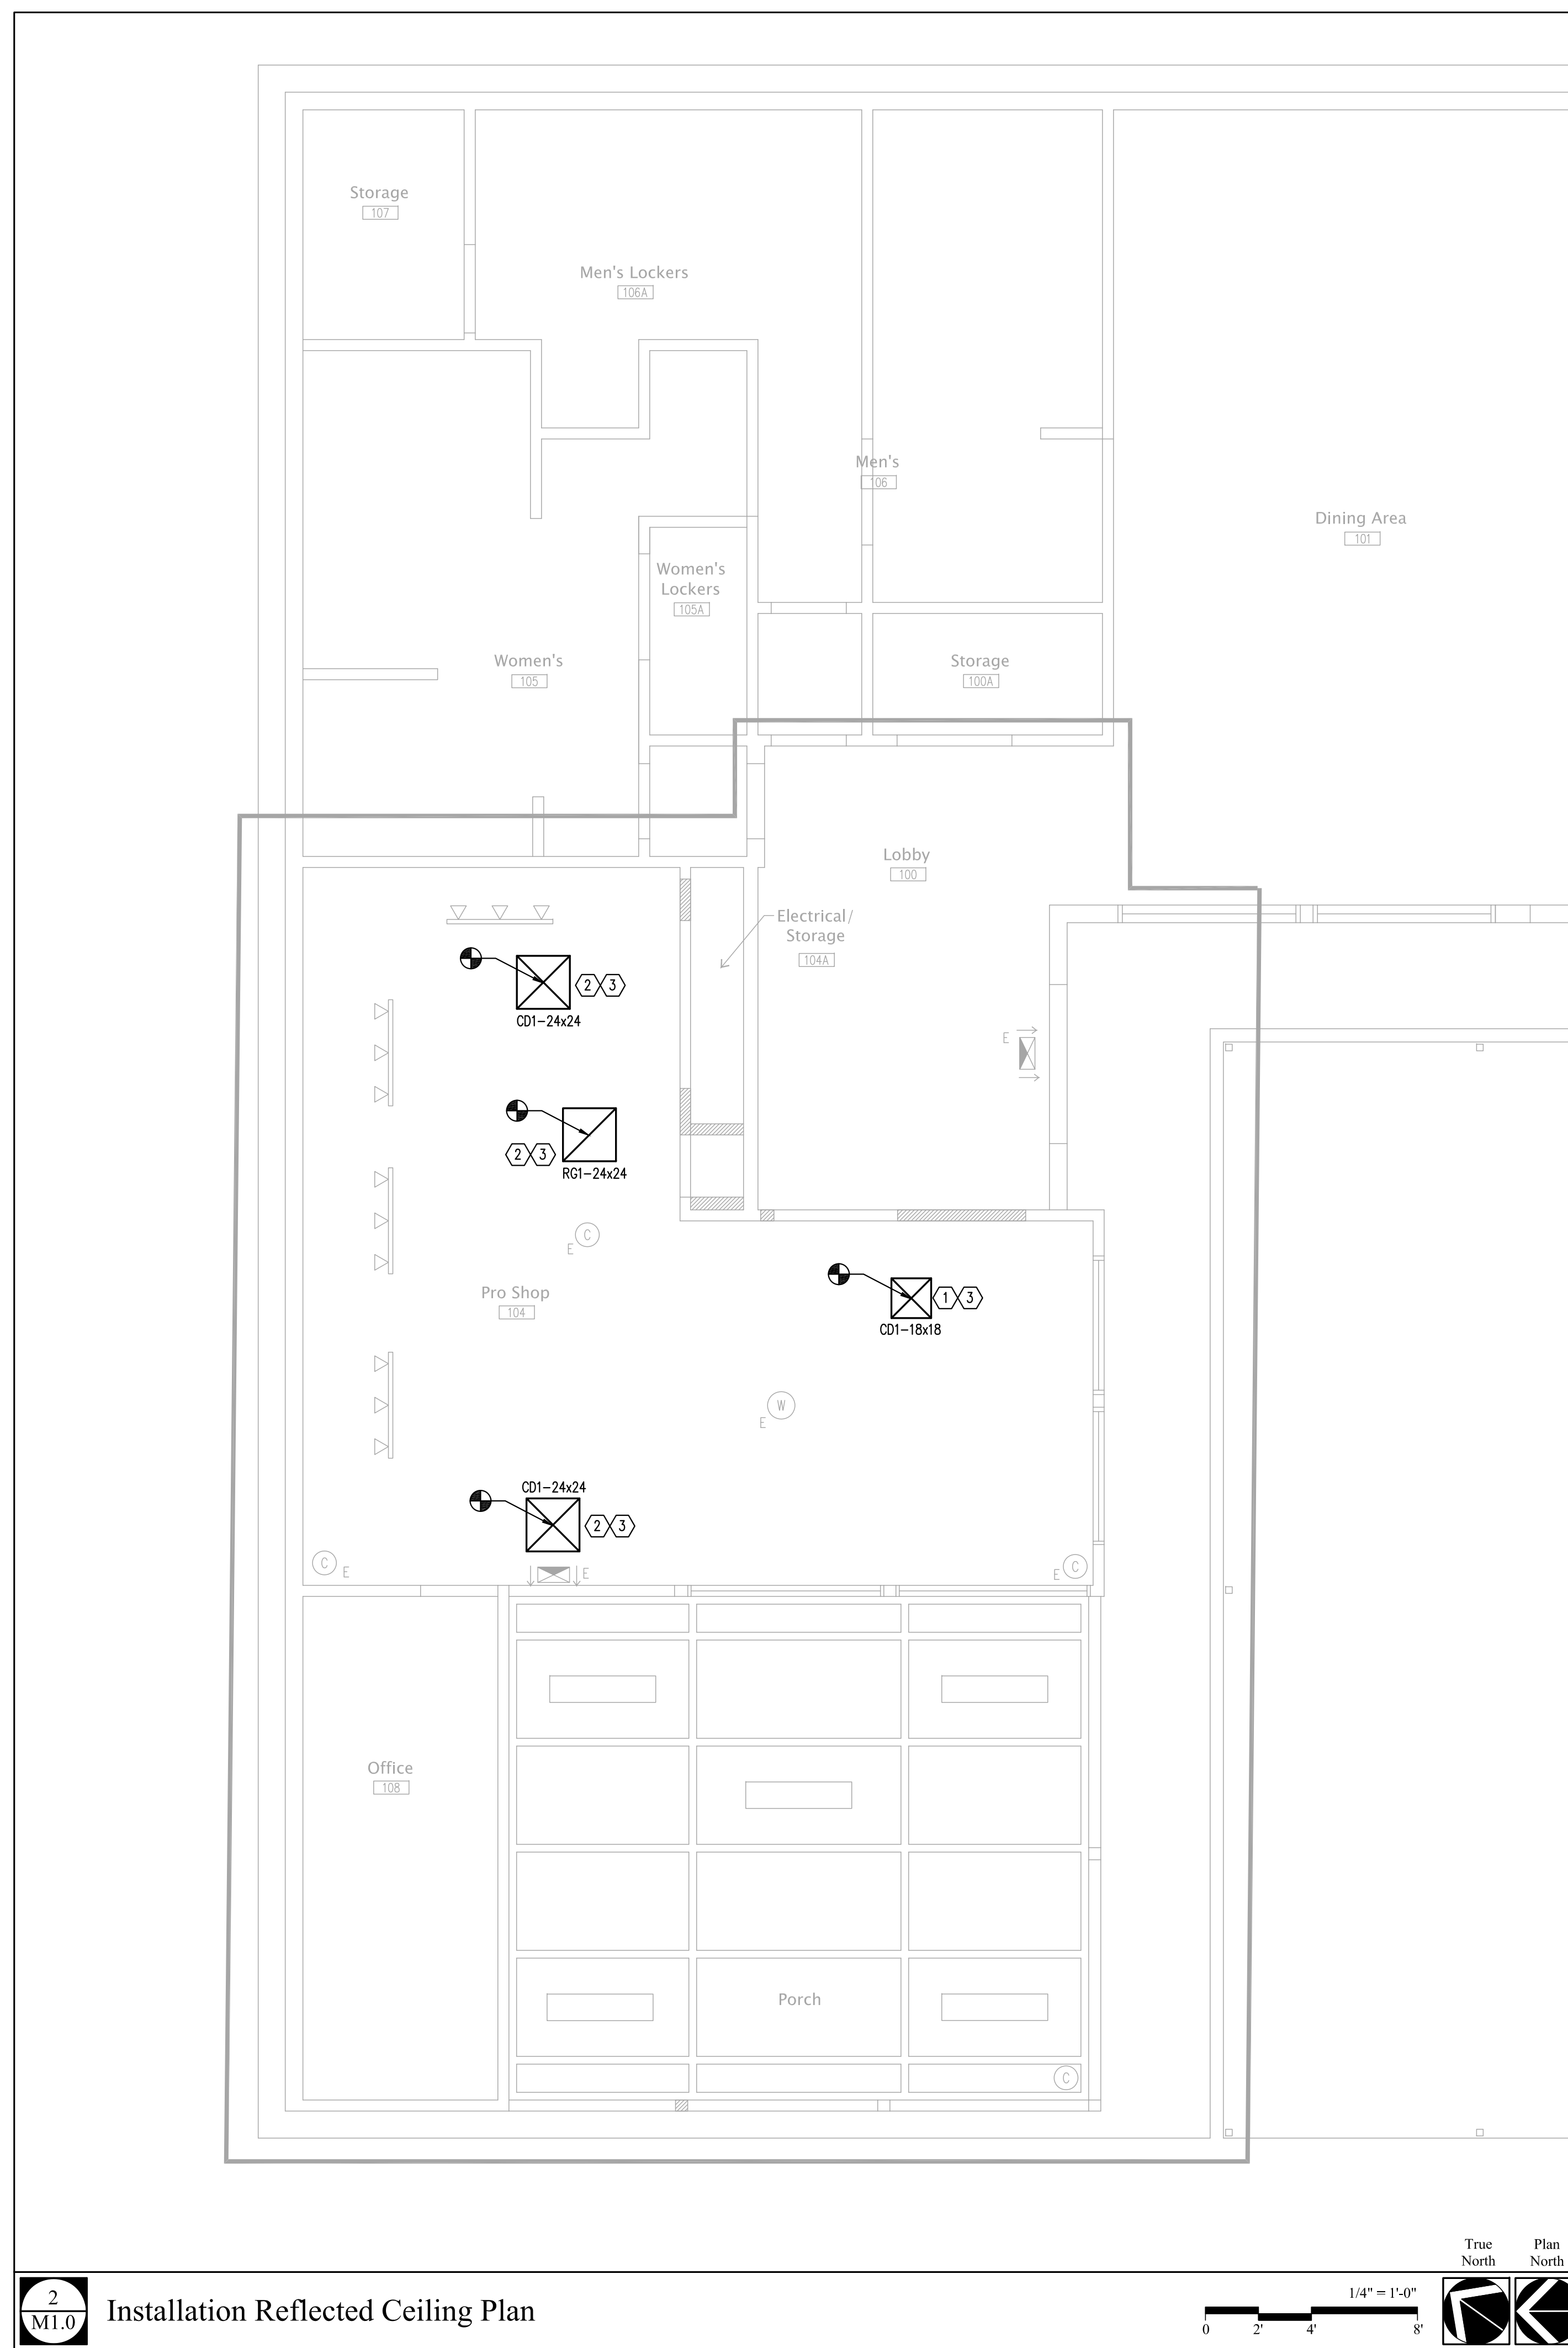 Storage
107
Men's Lockers
106A
Men's
106
Dining Area
101
Women's
Lockers
105A
Women's
105
Storage
100A
Lobby
100
Electrical/
Storage
104A
2 3
CD1-24x24
E
2 3
RG1-24x24
C
E
Pro Shop
104
1 3
CD1-18x18
W
E
CD1-24x24
2 3
C
E
E
C
E
Office
108
Porch
C
True
North
Plan
North
2
M1.0
Installation Reflected Ceiling Plan
1/4" = 1'-0"
0 2' 4' 8'